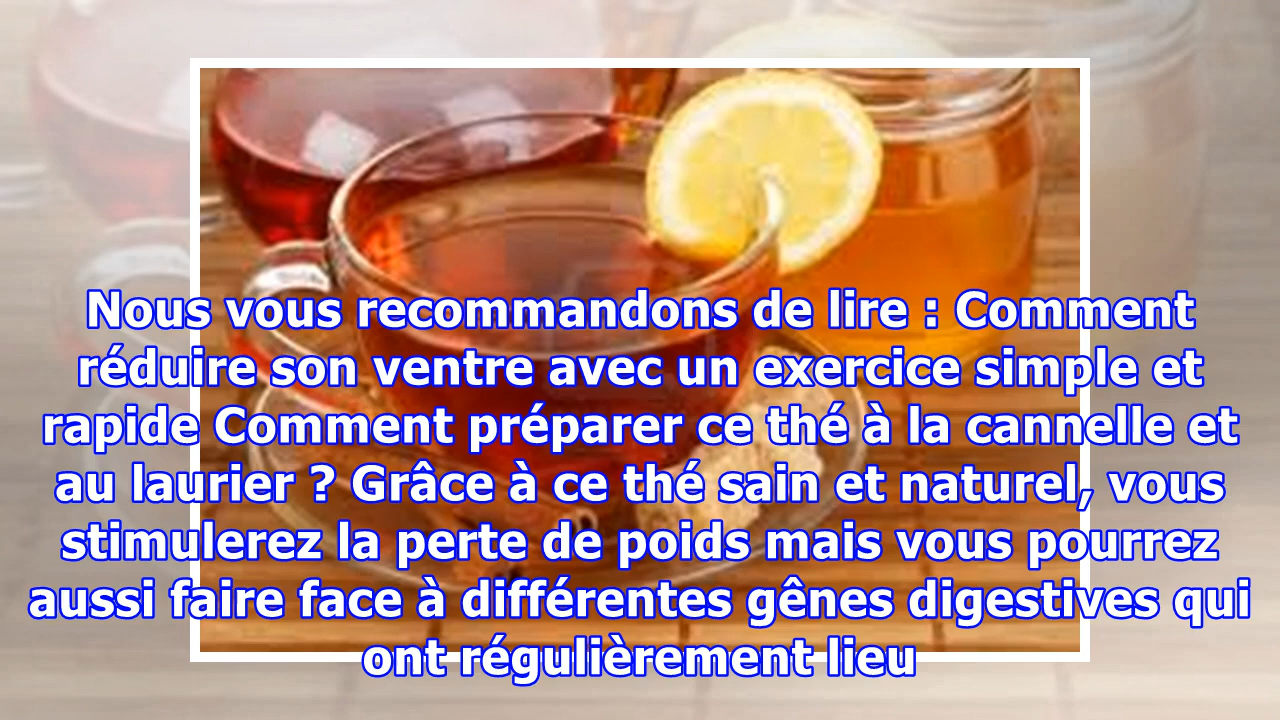 Nous vous recommandons de lire : Comment
réduire son ventre avec un exercice simple et
rapide Comment préparer ce thé à la cannelle et
au laurier ? Grâce à ce thé sain et naturel, vous
stimulerez la perte de poids mais vous pourrez
aussi faire face à différentes gênes digestives qui
ont régulièrement lieu